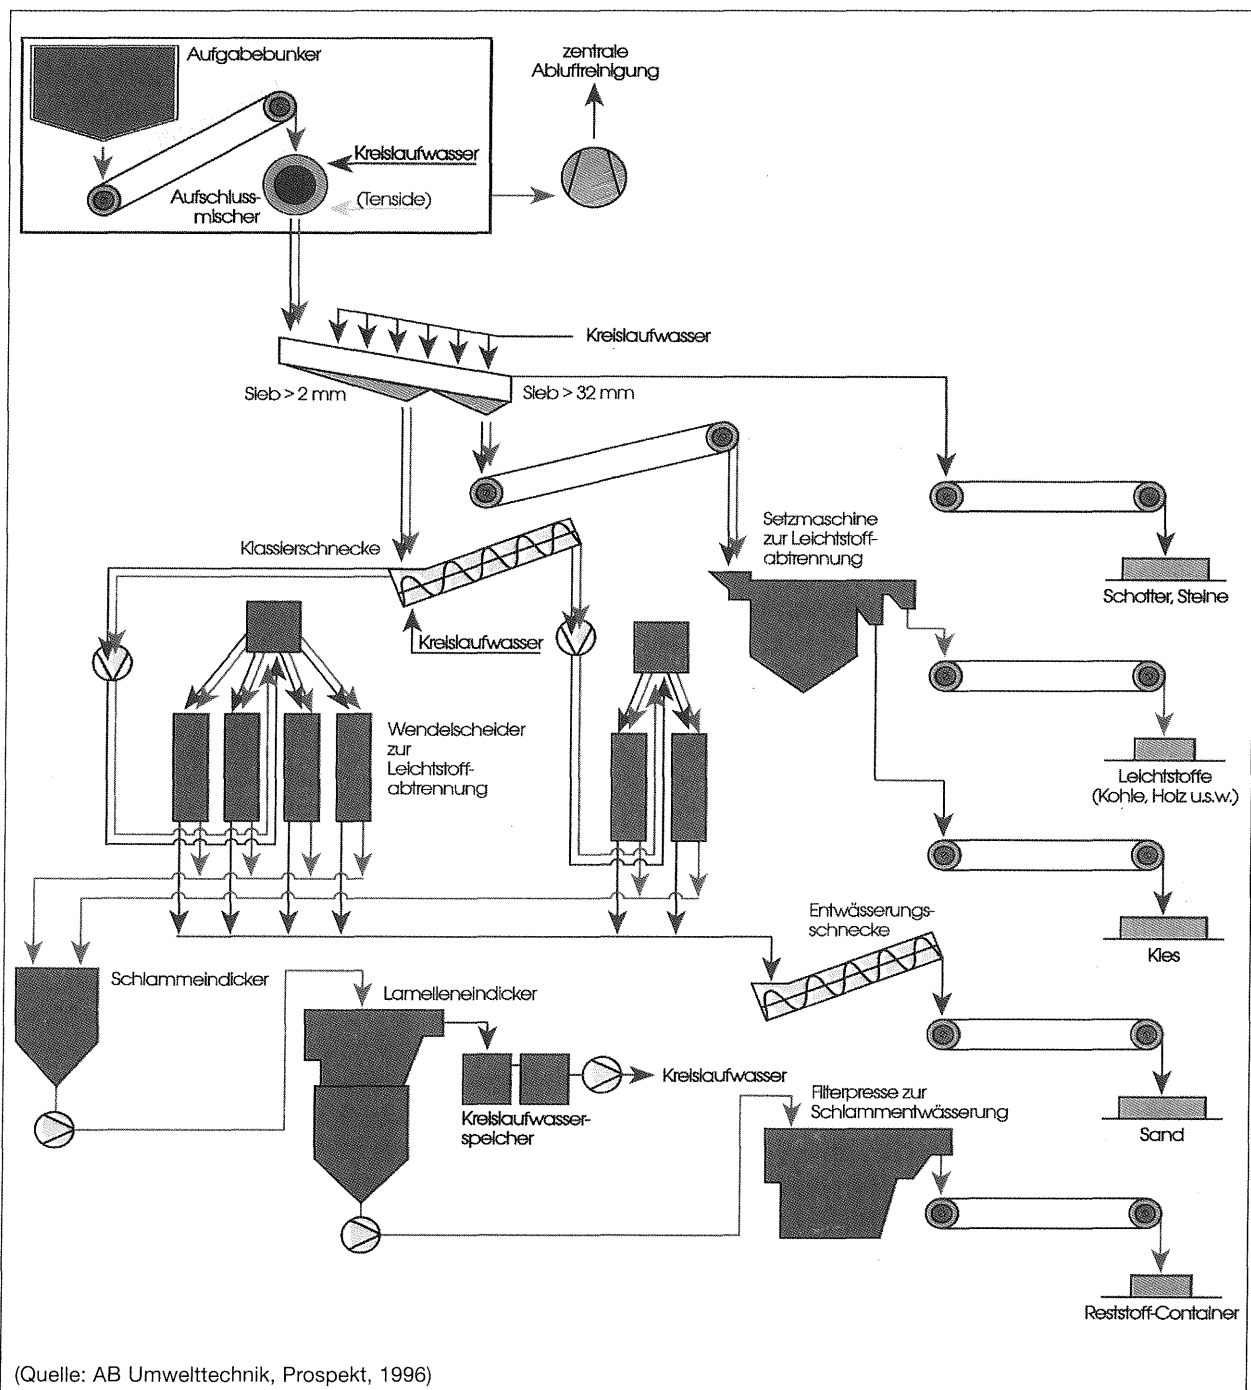 Aufgabebunker
zentrale
Abluftreinigung
Kreislaufwasser
Aufschluss-
mischer
(Tenside)
Kreislaufwasser
Sieb > 2 mm
Sieb > 32 mm
Setzmaschine
zur Leichtstoff-
abtrennung
Klassierschnecke
Schotter, Steine
Kreislaufwasser
Wendelscheider
zur
Leichtstoff-
abtrennung
Leichtstoffe
(Kohle, Holz u.s.w.)
Entwässerungs-
schnecke
Kies
Schlammeindicker
Lamelleneindicker
Kreislaufwasser
Kreislaufwasser-
speicher
Filterpresse zur
Schlammentwässerung
Sand
Reststoff-Container
(Quelle: AB Umwelttechnik, Prospekt, 1996)